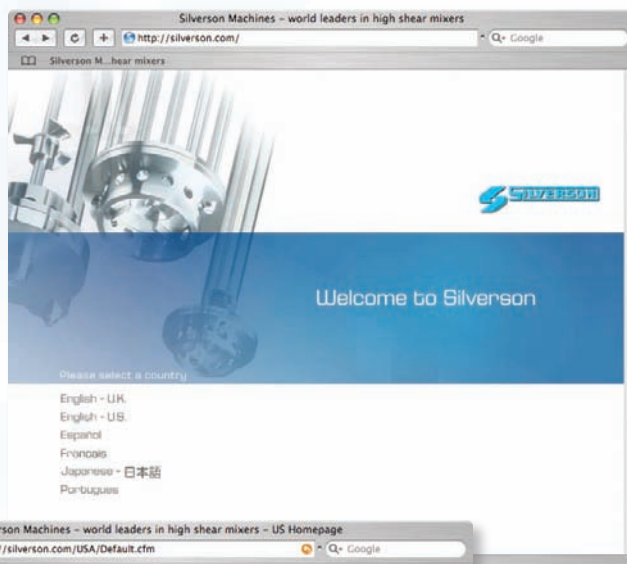 Silverson Machines – world leaders in high shear mixers
http://silverson.com/
Google
Silverson M...hear mixers
SILVERSON
Welcome to Silverson
Please select a country
English - U.K.
English - U.S.
Español
Francais
Japanese - 日本語
Portugues
rson Machines – world leaders in high shear mixers – US Homepage
//silverson.com/USA/Default.cfm
Google